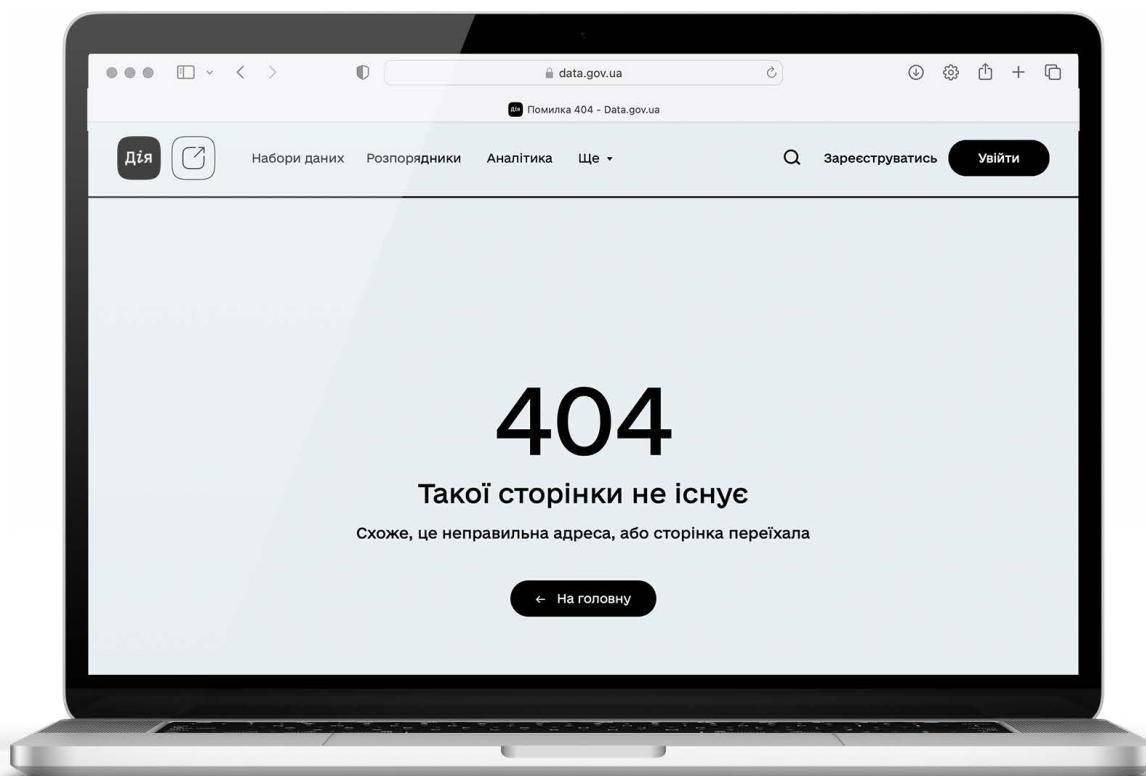 data.gov.ua
Дія Помилка 404 - Data.gov.ua
Дія
Набори даних Розпорядники Аналітика Ще Зареєструватись Увійти
404
Такої сторінки не існує
Схоже, це неправильна адреса, або сторінка переїхала
← На головну